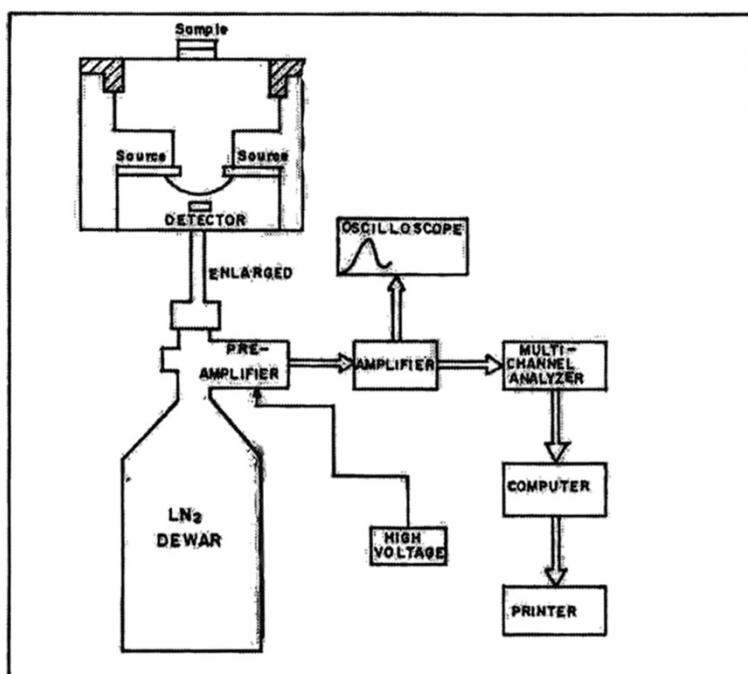 Sample
Source
Source
DETECTOR
ENLARGED
OSCILLOSCOPE
PRE-
AMPLIFIER
AMPLIFIER
MULTI-
CHANNEL
ANALYZER
COMPUTER
LN₂
DEWAR
HIGH
VOLTAGE
PRINTER